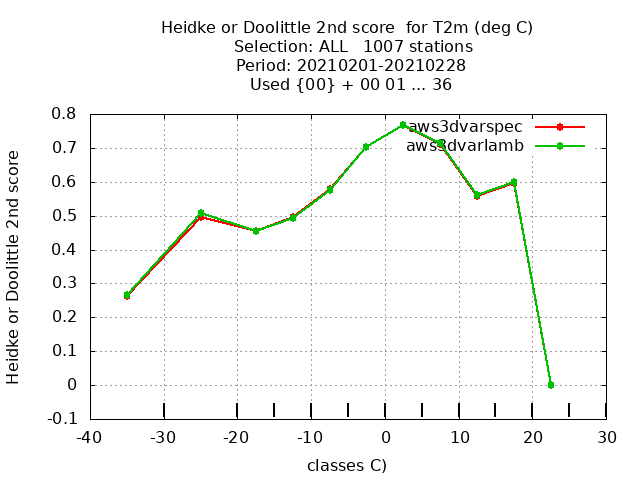 Heidke or Doolittle 2nd score  for T2m (deg C)
Selection: ALL   1007 stations
Period: 20210201-20210228
Used {00} + 00 01 ... 36
Heidke or Doolittle 2nd score
0.8
0.7
0.6
0.5
0.4
0.3
0.2
0.1
0
-0.1
aws3dvarspec
aws3dvarlamb
-40 -30 -20 -10 0 10 20 30
classes C)